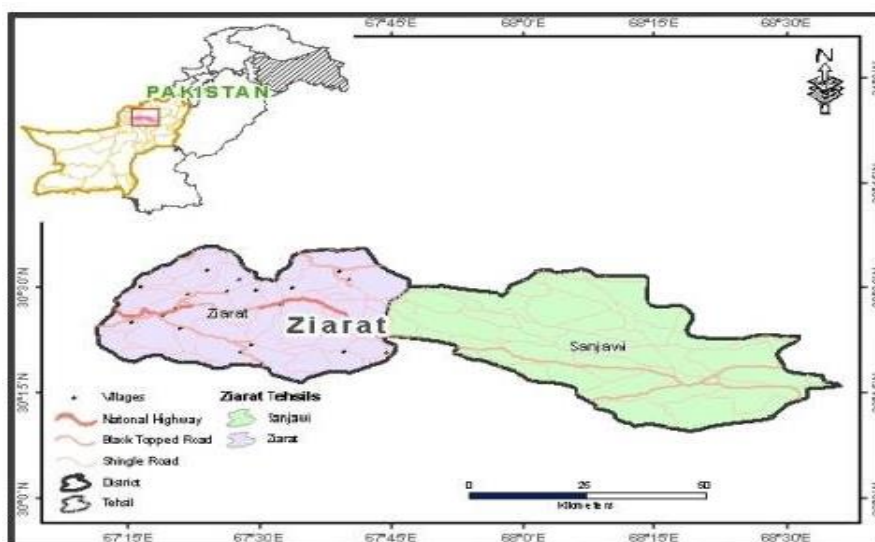 67°45'E 68°0'E 68°15'E 68°30'E
N
PAKISTAN
30°30'N
Ziarat
Ziarat
Sanjawi
30°15'N
Villages
National Highway
Black Topped Road
Shingle Road
District
Tehsil
Ziarat Tehsils
Sanjawi
Ziarat
0 25 50
Kilometers
30°0'N
67°15'E 67°30'E 67°45'E 68°0'E 68°15'E 68°30'E